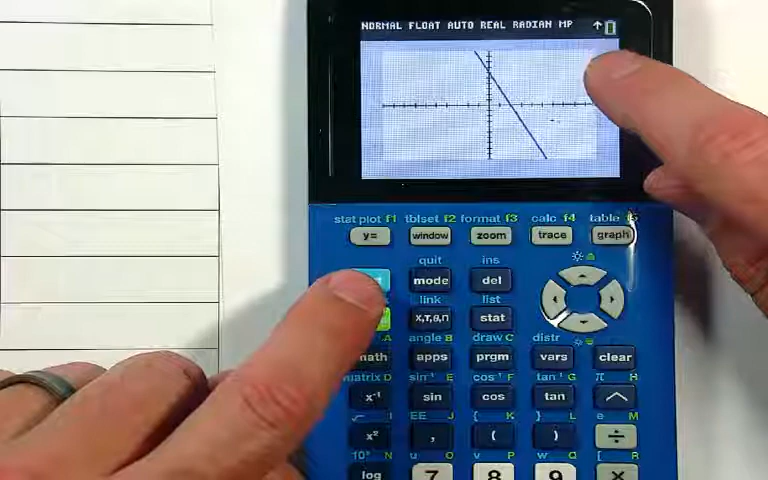 NORMAL FLOAT AUTO REAL RADIAN MP
stat plot f1 tblset f2 format f3 calc f4 table
y= window zoom trace graph
quit ins
mode del
link list
X,T,θ,n stat
A angle B draw C distr
math apps prgm vars clear
D sin⁻¹ E cos⁻¹ F tan⁻¹ G π H
x⁻¹ sin cos tan ^
√ I EE J { K } L e M
x² , ( ) ÷
10ˣ N u O v P w Q [ R
log 7 8 9 ×